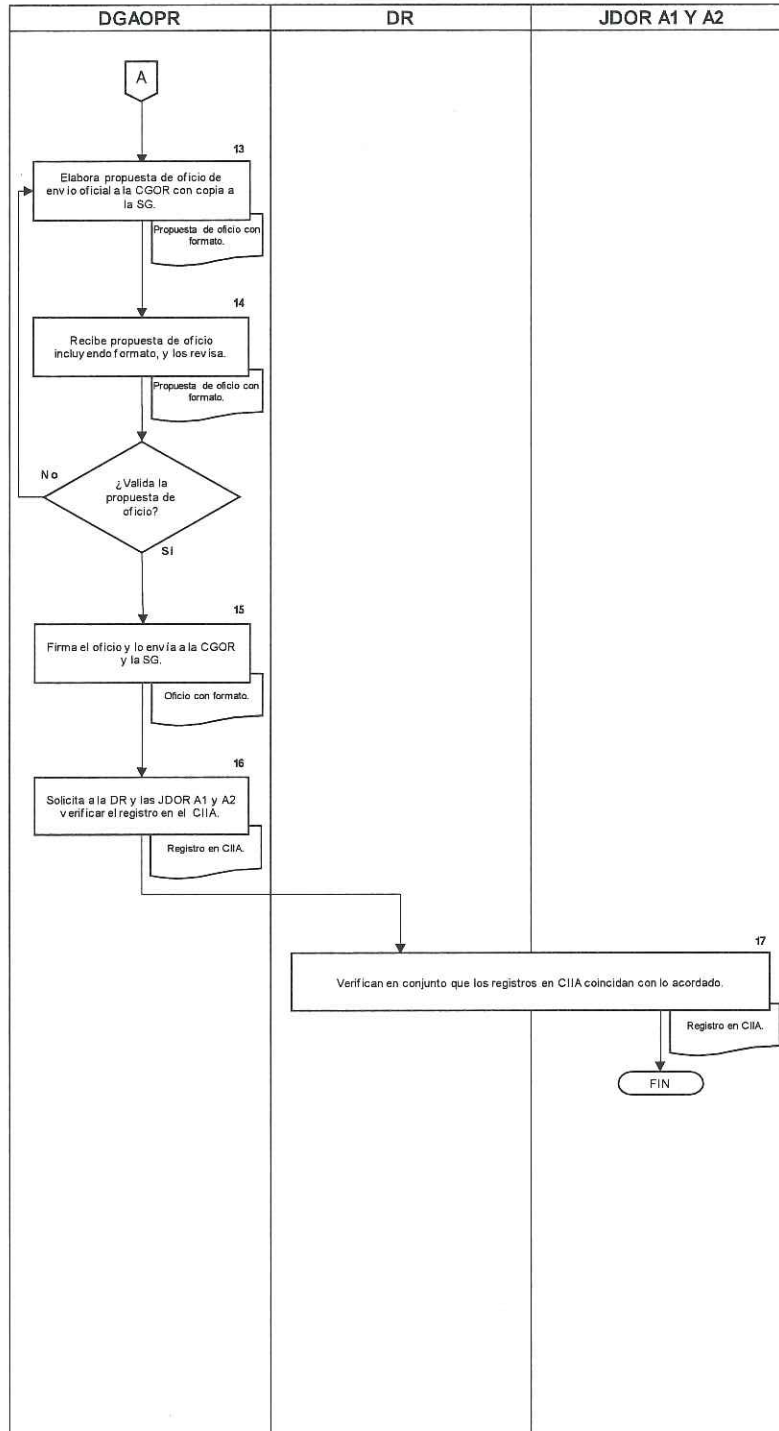 DGAOPR
DR
JDOR A1 Y A2
A
13
Elabora propuesta de oficio de
envío oficial a la CGOR con copia a
la SG.
Propuesta de oficio con
formato.
14
Recibe propuesta de oficio
incluyendo formato, y los revisa.
Propuesta de oficio con
formato.
No
¿Valida la
propuesta de
oficio?
Sí
15
Firma el oficio y lo envía a la CGOR
y la SG.
Oficio con formato.
16
Solicita a la DR y las JDOR A1 y A2
verificar el registro en el CIIA.
Registro en CIIA.
17
Verifican en conjunto que los registros en CIIA coincidan con lo acordado.
Registro en CIIA.
FIN